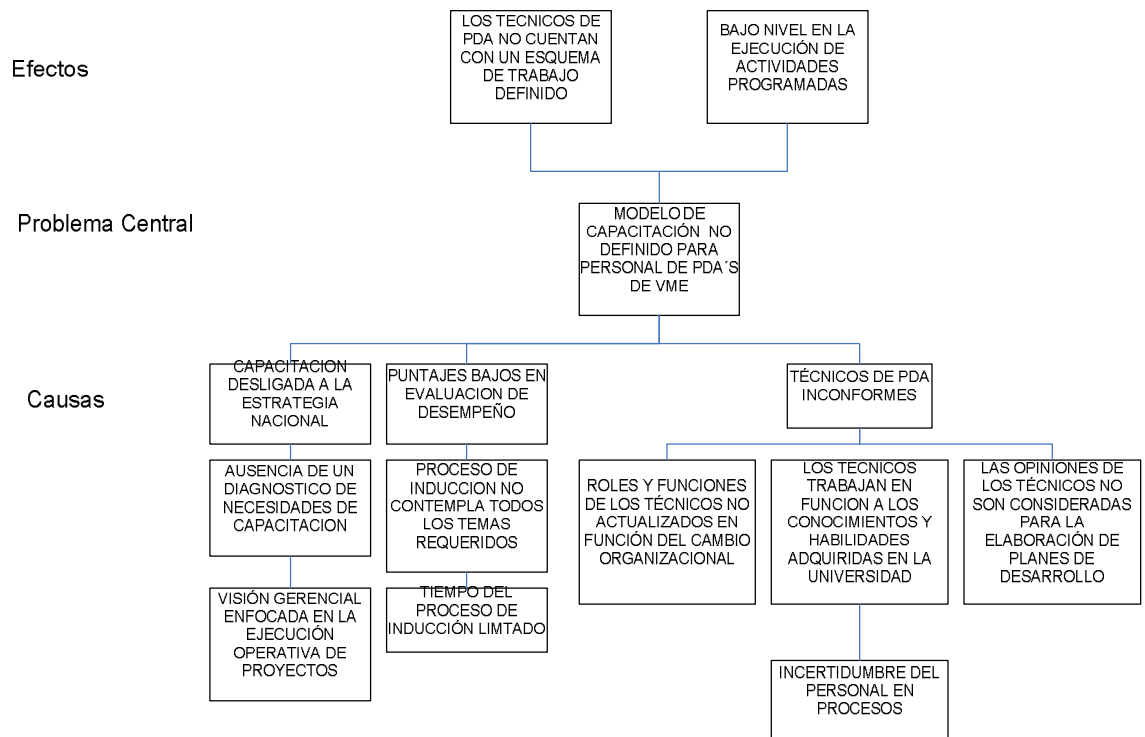 Efectos
LOS TECNICOS DE
PDA NO CUENTAN
CON UN ESQUEMA
DE TRABAJO
DEFINIDO
BAJO NIVEL EN LA
EJECUCIÓN DE
ACTIVIDADES
PROGRAMADAS
Problema Central
MODELO DE
CAPACITACIÓN NO
DEFINIDO PARA
PERSONAL DE PDA´S
DE VME
Causas
CAPACITACION
DESLIGADA A LA
ESTRATEGIA
NACIONAL
PUNTAJES BAJOS EN
EVALUACION DE
DESEMPEÑO
TÉCNICOS DE PDA
INCONFORMES
AUSENCIA DE UN
DIAGNOSTICO DE
NECESIDADES DE
CAPACITACION
PROCESO DE
INDUCCION NO
CONTEMPLA TODOS
LOS TEMAS
REQUERIDOS
ROLES Y FUNCIONES
DE LOS TÉCNICOS NO
ACTUALIZADOS EN
FUNCIÓN DEL CAMBIO
ORGANIZACIONAL
LOS TECNICOS
TRABAJAN EN
FUNCION A LOS
CONOCIMIENTOS Y
HABILIDADES
ADQUIRIDAS EN LA
UNIVERSIDAD
LAS OPINIONES DE
LOS TÉCNICOS NO
SON CONSIDERADAS
PARA LA
ELABORACIÓN DE
PLANES DE
DESARROLLO
VISIÓN GERENCIAL
ENFOCADA EN LA
EJECUCIÓN
OPERATIVA DE
PROYECTOS
TIEMPO DEL
PROCESO DE
INDUCCIÓN LIMTADO
INCERTIDUMBRE DEL
PERSONAL EN
PROCESOS